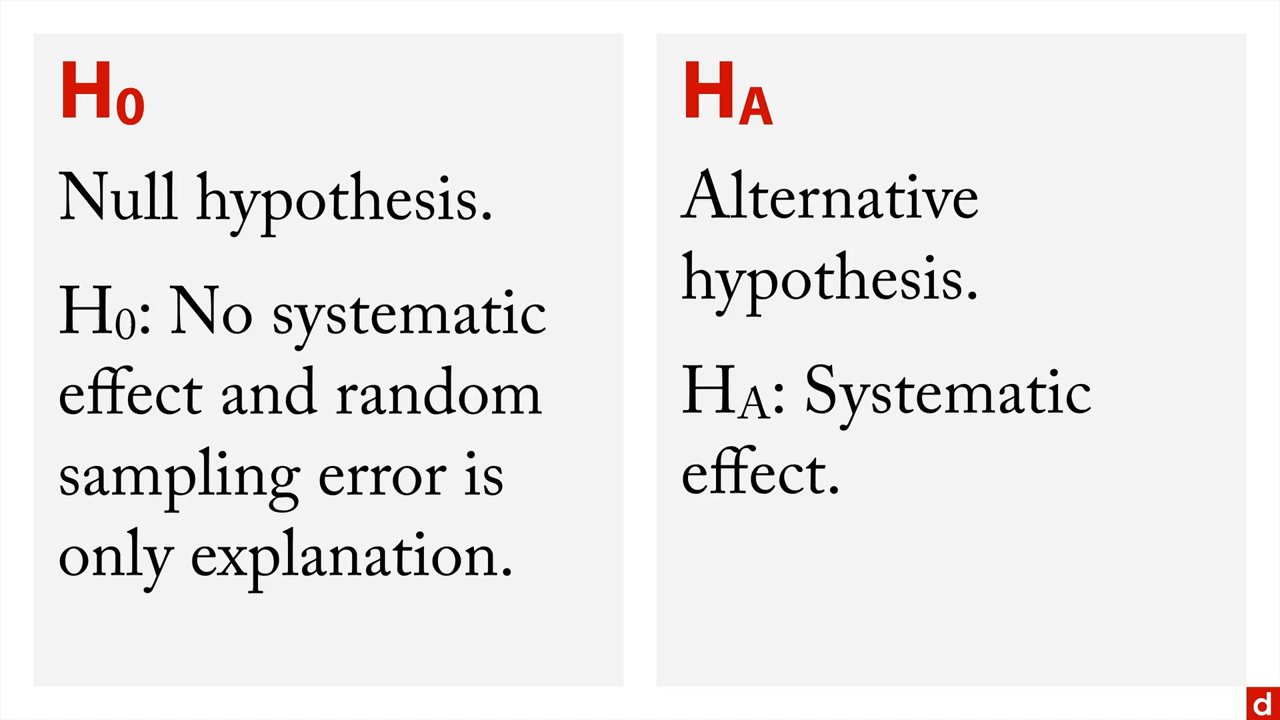 H0
Null hypothesis.
H0: No systematic
effect and random
sampling error is
only explanation.
HA
Alternative
hypothesis.
HA: Systematic
effect.
d